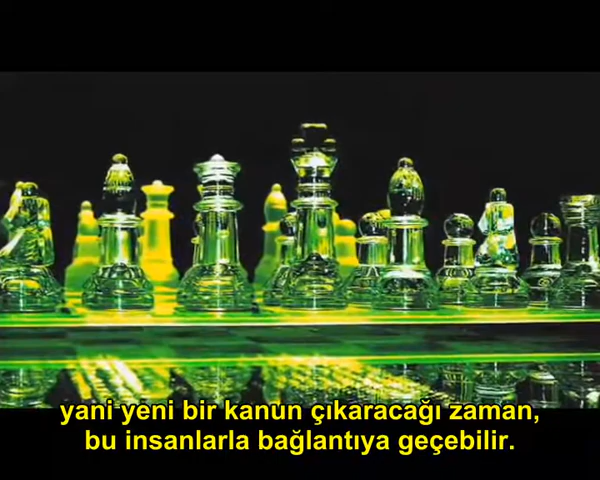 yani yeni bir kanun çıkaracağı zaman,
bu insanlarla bağlantıya geçebilir.